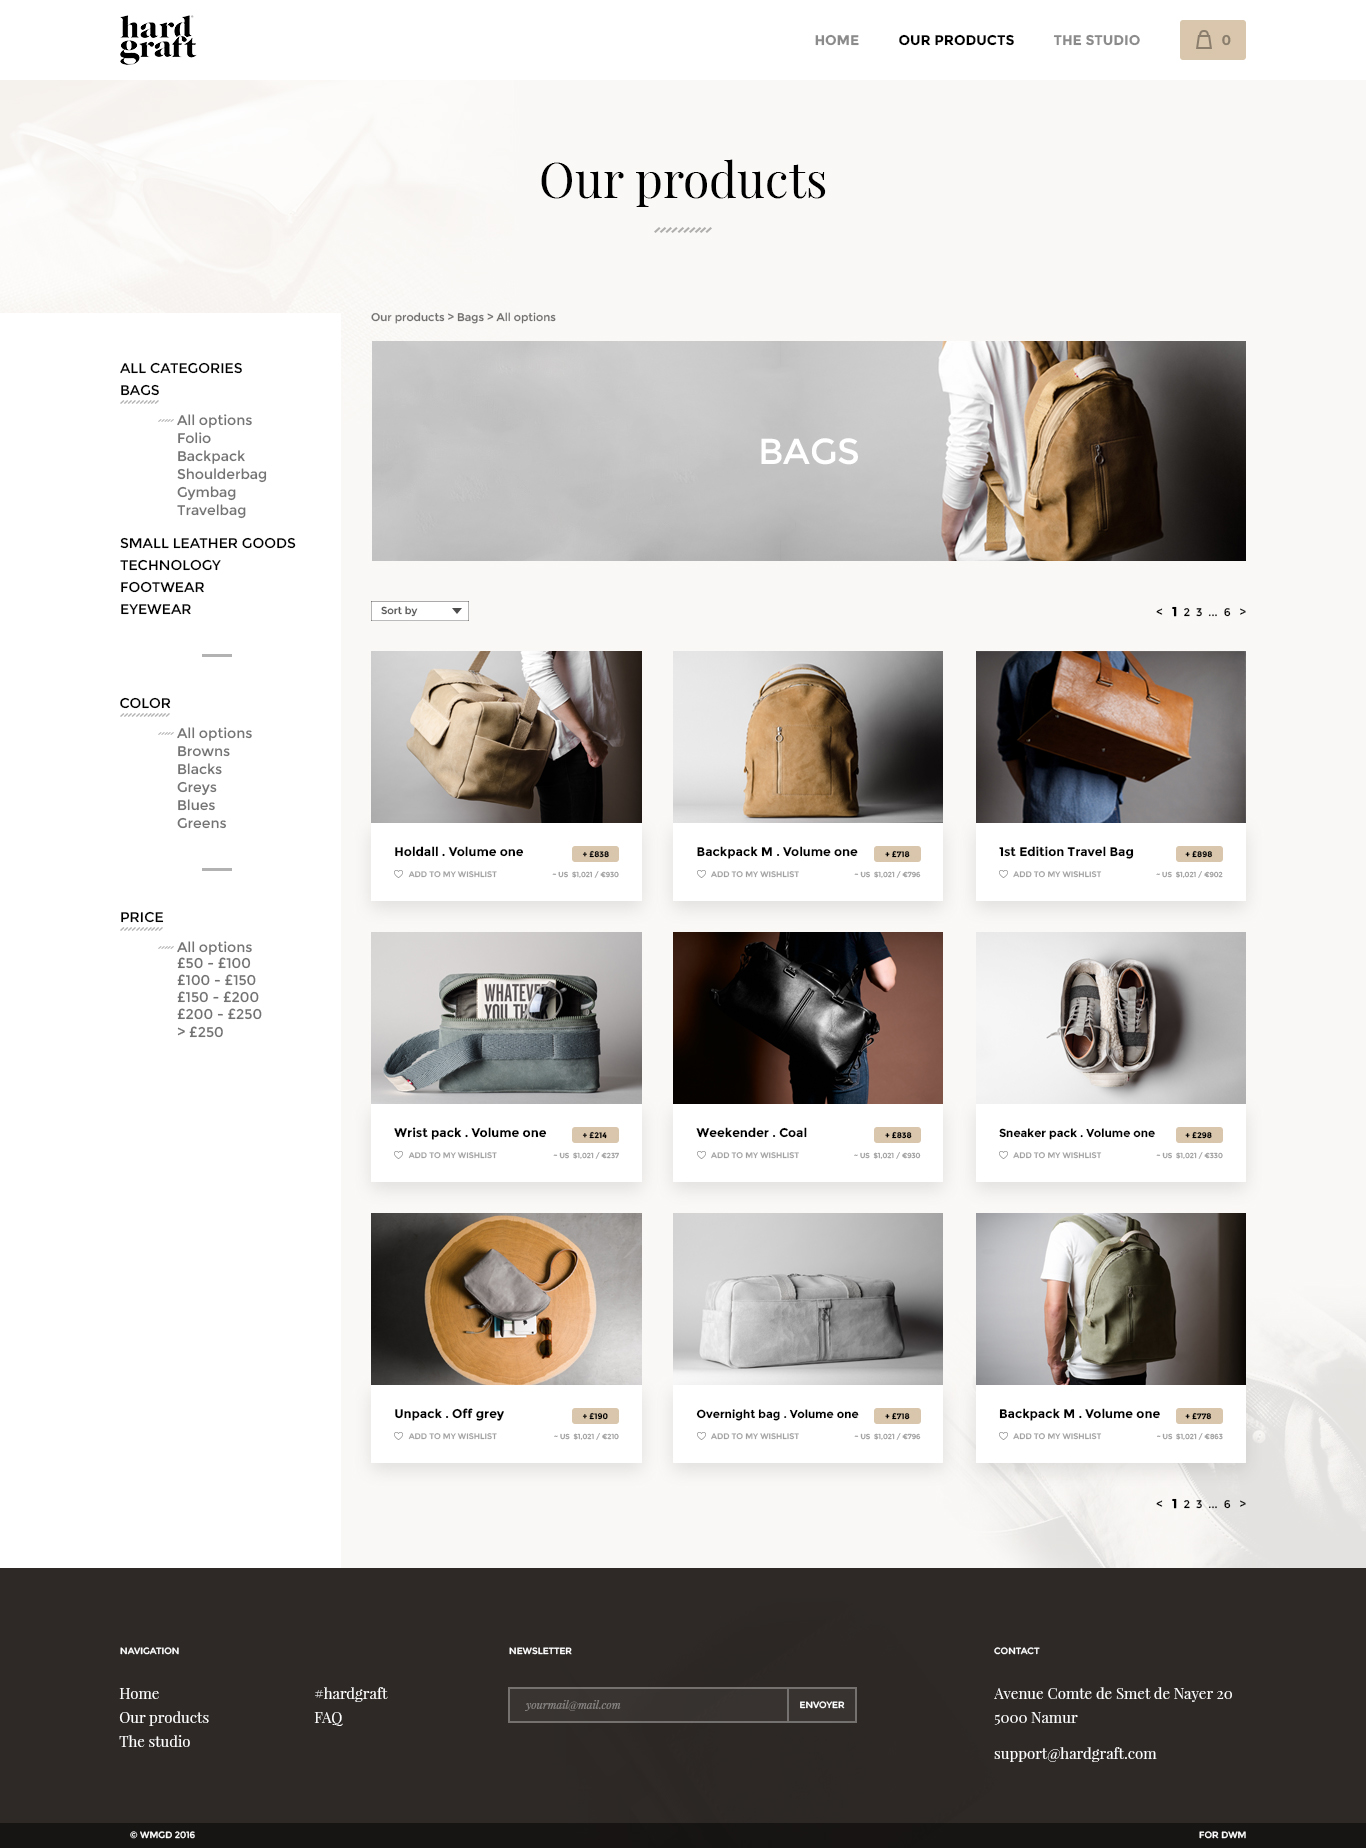 hard
graft
HOME OUR PRODUCTS THE STUDIO 0
Our products
Our products > Bags > All options
ALL CATEGORIES
BAGS
All options
Folio
Backpack
Shoulderbag
Gymbag
Travelbag
SMALL LEATHER GOODS
TECHNOLOGY
FOOTWEAR
EYEWEAR
COLOR
All options
Browns
Blacks
Greys
Blues
Greens
PRICE
All options
£50 - £100
£100 - £150
£150 - £200
£200 - £250
> £250
BAGS
Sort by
< 1 2 3 ... 6 >
Holdall . Volume one + £838
ADD TO MY WISHLIST ~ US $1,021 / €930
Backpack M . Volume one + £718
ADD TO MY WISHLIST ~ US $1,021 / €796
1st Edition Travel Bag + £898
ADD TO MY WISHLIST ~ US $1,021 / €902
WHATEV
YOU TH
Wrist pack . Volume one + £214
ADD TO MY WISHLIST ~ US $1,021 / €237
Weekender . Coal + £838
ADD TO MY WISHLIST ~ US $1,021 / €930
Sneaker pack . Volume one + £298
ADD TO MY WISHLIST ~ US $1,021 / €330
Unpack . Off grey + £190
ADD TO MY WISHLIST ~ US $1,021 / €210
Overnight bag . Volume one + £718
ADD TO MY WISHLIST ~ US $1,021 / €796
Backpack M . Volume one + £778
ADD TO MY WISHLIST ~ US $1,021 / €863
< 1 2 3 ... 6 >
NAVIGATION
Home
Our products
The studio
#hardgraft
FAQ
NEWSLETTER
yourmail@mail.com ENVOYER
CONTACT
Avenue Comte de Smet de Nayer 20
5000 Namur
support@hardgraft.com
© WMGD 2016 FOR DWM